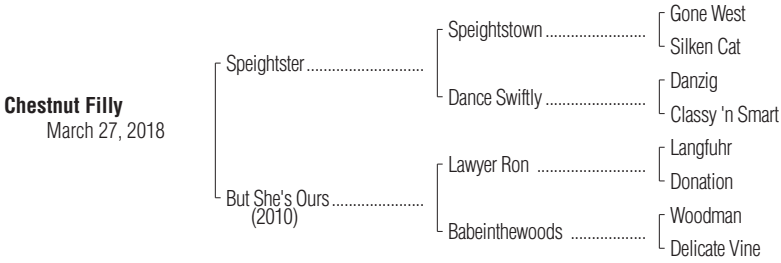 Gone West
Speightstown ........................
Silken Cat
Speightster ...........................
Danzig
Dance Swiftly ........................
Classy 'n Smart
Chestnut Filly
March 27, 2018
Langfuhr
Lawyer Ron ..........................
Donation
But She's Ours .....................
(2010)
Woodman
Babeinthewoods ..................
Delicate Vine